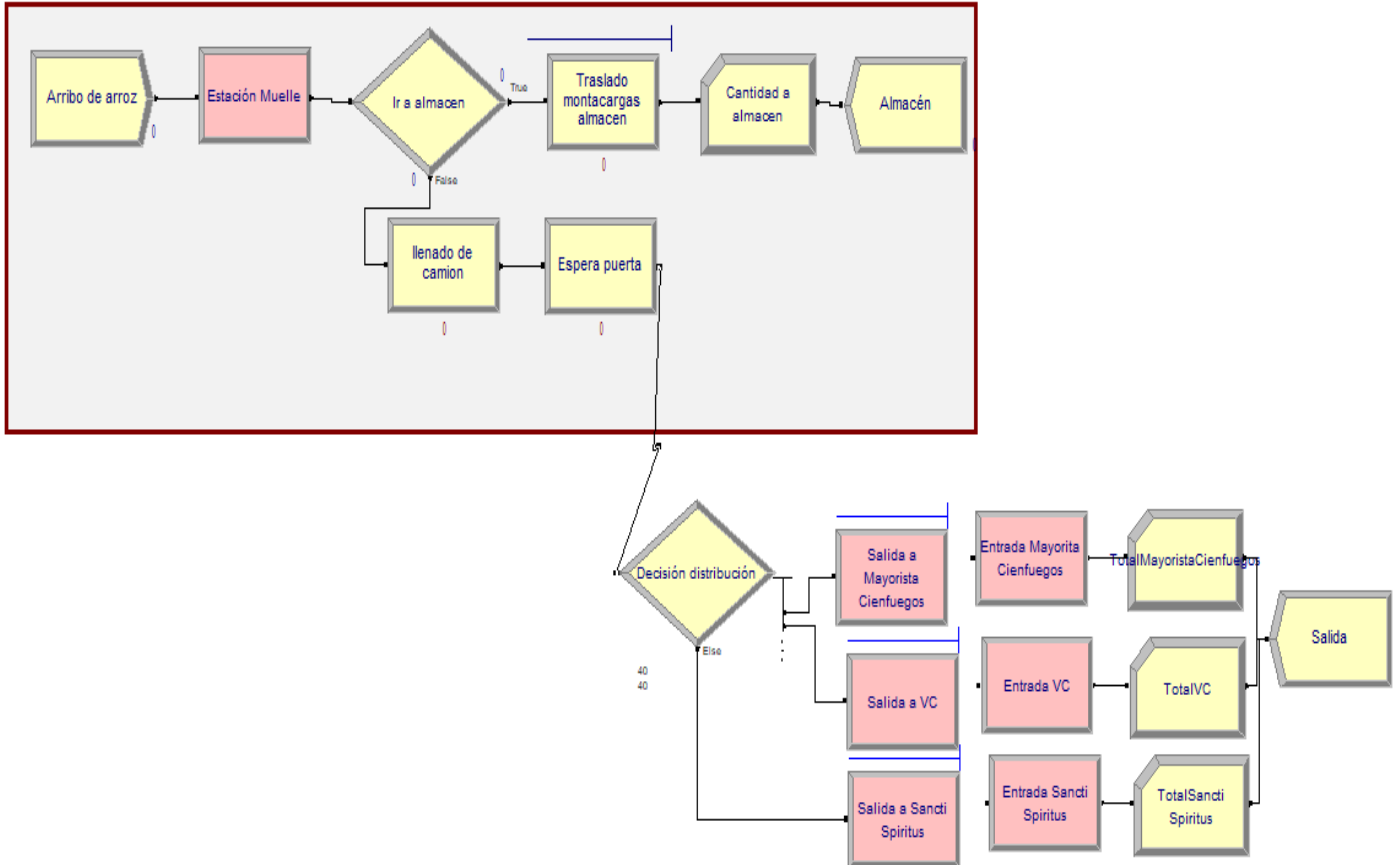 Arribo de arroz
0
Estación Muelle
Ir a almacen
0
True
0
False
Traslado
montacargas
almacen
0
Cantidad a
almacen
Almacén
0
llenado de
camion
0
Espera puerta
0
Decisión distribución
Else
40
40
Salida a
Mayorista
Cienfuegos
Entrada Mayorita
Cienfuegos
TotalMayoristaCienfuegos
Salida a VC
Entrada VC
TotalVC
Salida
Salida a Sancti
Spiritus
Entrada Sancti
Spiritus
TotalSancti
Spiritus